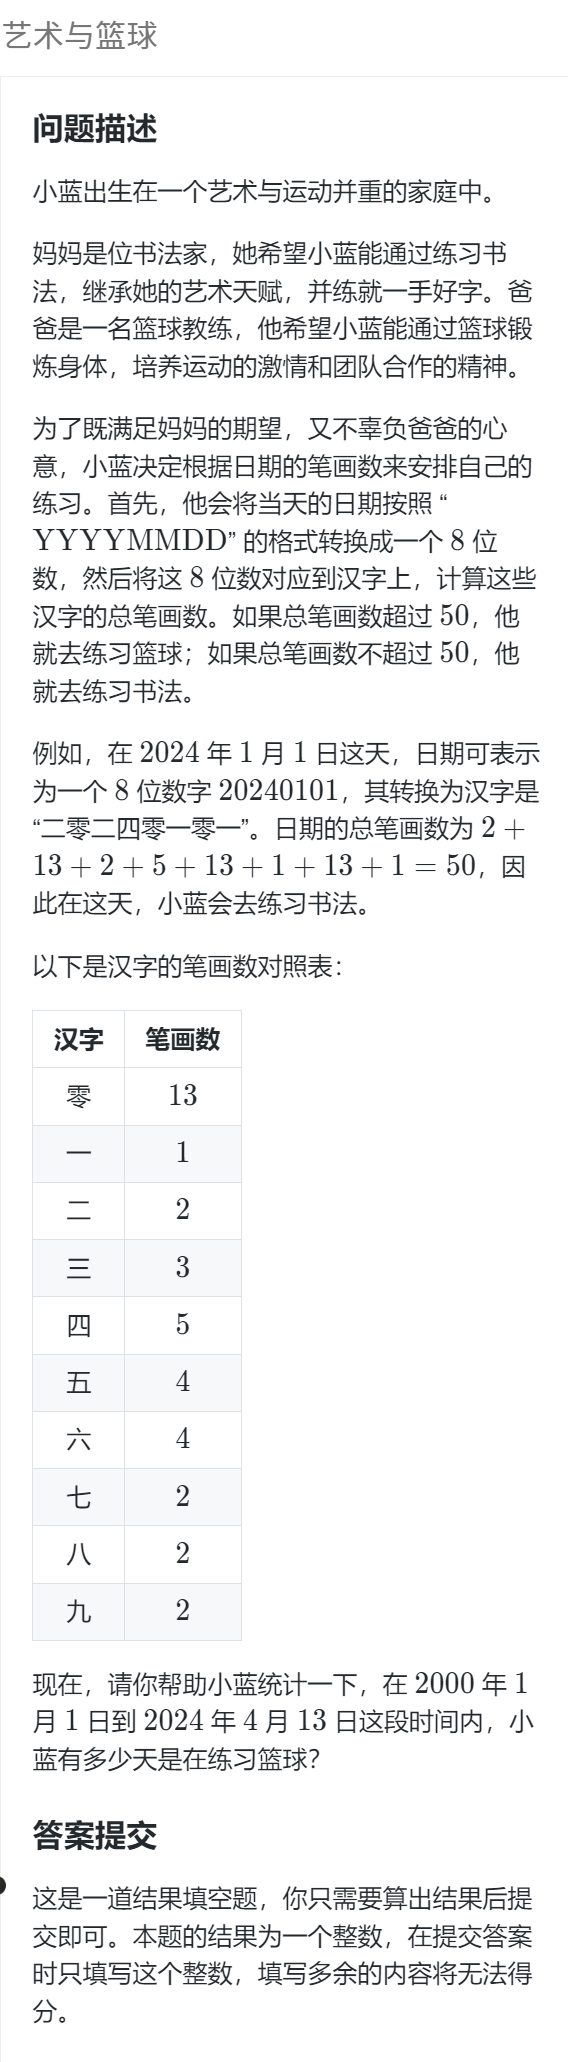 艺术与篮球
问题描述
小蓝出生在一个艺术与运动并重的家庭中。
妈妈是位书法家，她希望小蓝能通过练习书
法，继承她的艺术天赋，并练就一手好字。爸
爸是一名篮球教练，他希望小蓝能通过篮球锻
炼身体，培养运动的激情和团队合作的精神。
为了既满足妈妈的期望，又不辜负爸爸的心
意，小蓝决定根据日期的笔画数来安排自己的
练习。首先，他会将当天的日期按照 “
YYYYMMDD” 的格式转换成一个 8 位
数，然后将这 8 位数对应到汉字上，计算这些
汉字的总笔画数。如果总笔画数超过 50，他
就去练习篮球；如果总笔画数不超过 50，他
就去练习书法。
例如，在 2024 年 1 月 1 日这天，日期可表示
为一个 8 位数字 20240101，其转换为汉字是
“二零二四零一零一”。日期的总笔画数为 2 +
13 + 2 + 5 + 13 + 1 + 13 + 1 = 50，因
此在这天，小蓝会去练习书法。
以下是汉字的笔画数对照表：
汉字 笔画数
零 13
一 1
二 2
三 3
四 5
五 4
六 4
七 2
八 2
九 2
现在，请你帮助小蓝统计一下，在 2000 年 1
月 1 日到 2024 年 4 月 13 日这段时间内，小
蓝有多少天是在练习篮球？
答案提交
这是一道结果填空题，你只需要算出结果后提
交即可。本题的结果为一个整数，在提交答案
时只填写这个整数，填写多余的内容将无法得
分。